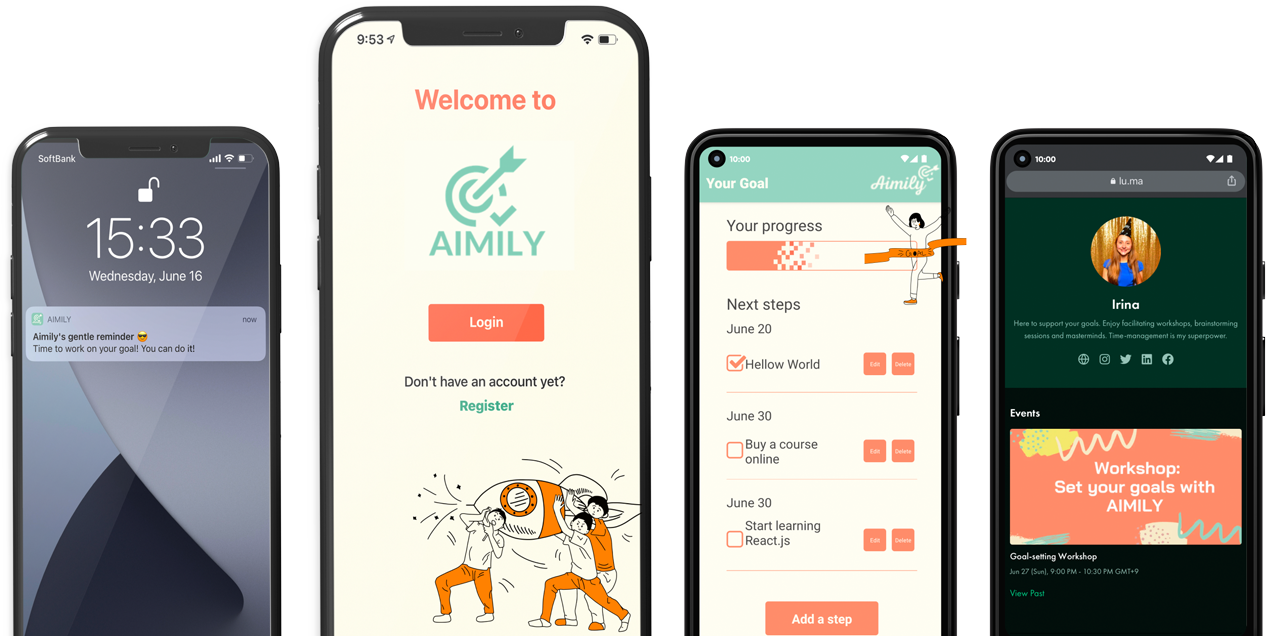 SoftBank
15:33
Wednesday, June 16
AIMILY
now
Aimily's gentle reminder 😎
Time to work on your goal! You can do it!
9:53
Welcome to
AIMILY
Login
Don't have an account yet?
Register
10:00
Your Goal
Aimily
Your progress
GOAL
Next steps
June 20
Hellow World
Edit
Delete
June 30
Buy a course
online
Edit
Delete
June 30
Start learning
React.js
Edit
Delete
Add a step
10:00
lu.ma
Irina
Here to support your goals. Enjoy facilitating workshops, brainstorming
sessions and masterminds. Time-management is my superpower.
Events
Workshop:
Set your goals with
AIMILY
Goal-setting Workshop
Jun 27 (Sun), 9:00 PM - 10:30 PM GMT+9
View Past